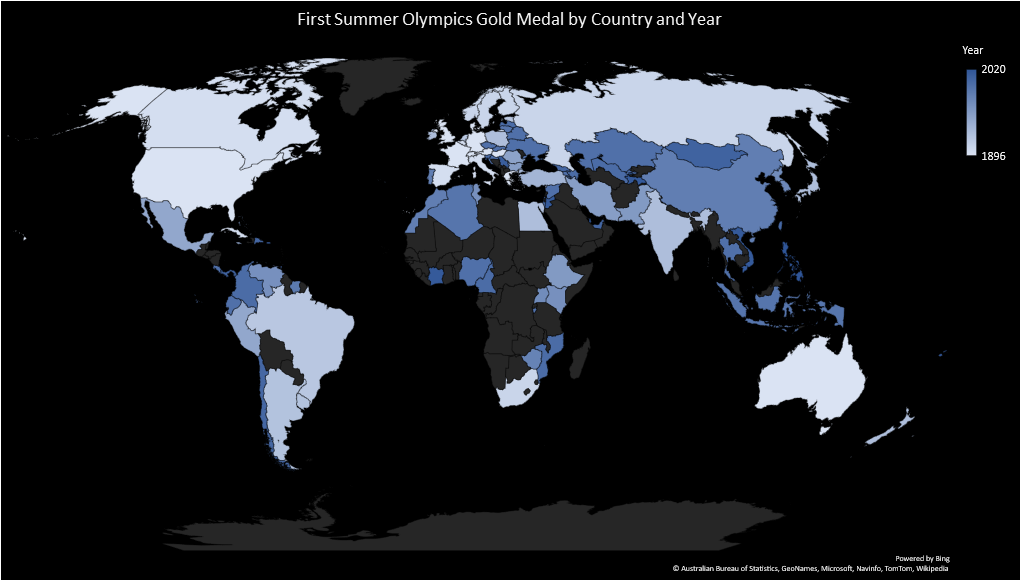 First Summer Olympics Gold Medal by Country and Year
Year
2020
1896
Powered by Bing
© Australian Bureau of Statistics, GeoNames, Microsoft, Navinfo, TomTom, Wikipedia